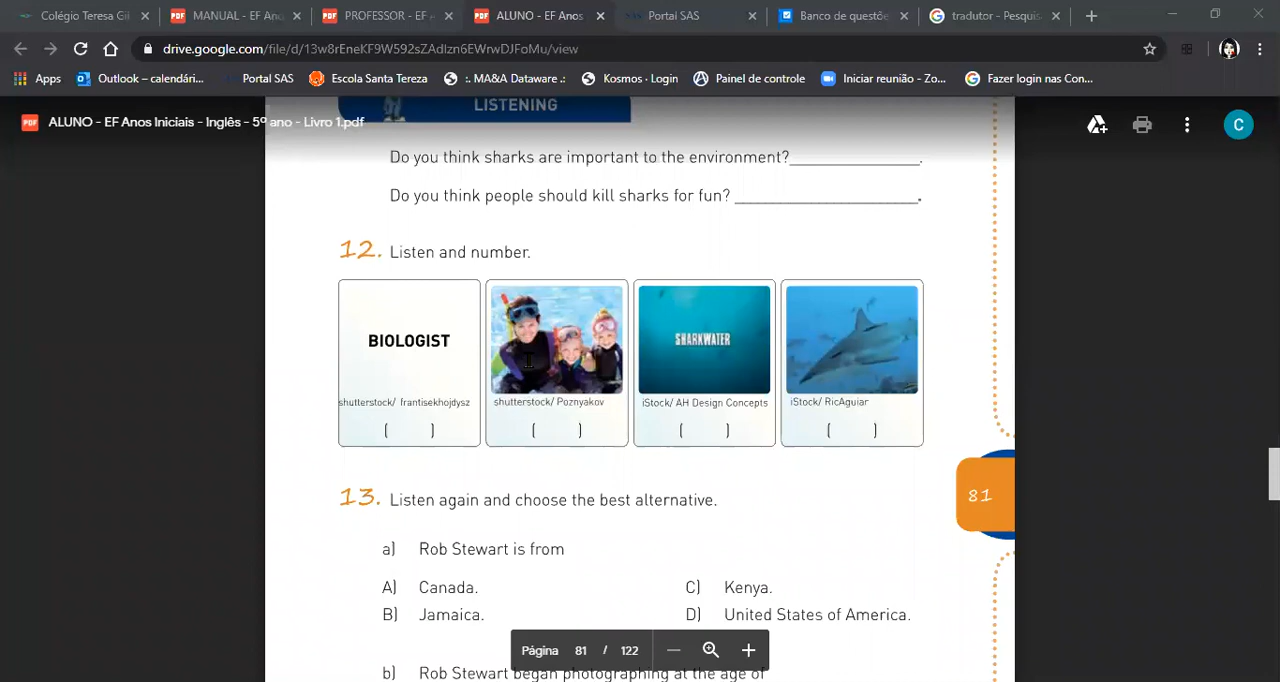 Colégio Teresa Gil
MANUAL - EF An
PROFESSOR - EF A
ALUNO - EF Anos
Portal SAS
Banco de questõe
tradutor - Pesquis
drive.google.com/file/d/13w8rEneKF9W592sZAdIzn6EWrwDJFoMu/view
Apps
Outlook – calendári...
Portal SAS
Escola Santa Tereza
:. MA&A Dataware .:
Kosmos · Login
Painel de controle
Iniciar reunião - Zo...
Fazer login nas Con...
LISTENING
ALUNO - EF Anos Iniciais - Inglês - 5º ano - Livro 1.pdf
C
Do you think sharks are important to the environment?____________________.
Do you think people should kill sharks for fun? ____________________.
12. Listen and number.
BIOLOGIST
SHARKWATER
shutterstock/ frantisekhojdysz
shutterstock/ Poznyakov
iStock/ AH Design Concepts
iStock/ RicAguiar
( )
( )
( )
( )
81
13. Listen again and choose the best alternative.
a) Rob Stewart is from
A) Canada.
C) Kenya.
B) Jamaica.
D) United States of America.
Página 81 / 122
b) Rob Stewart began photographing at the age of